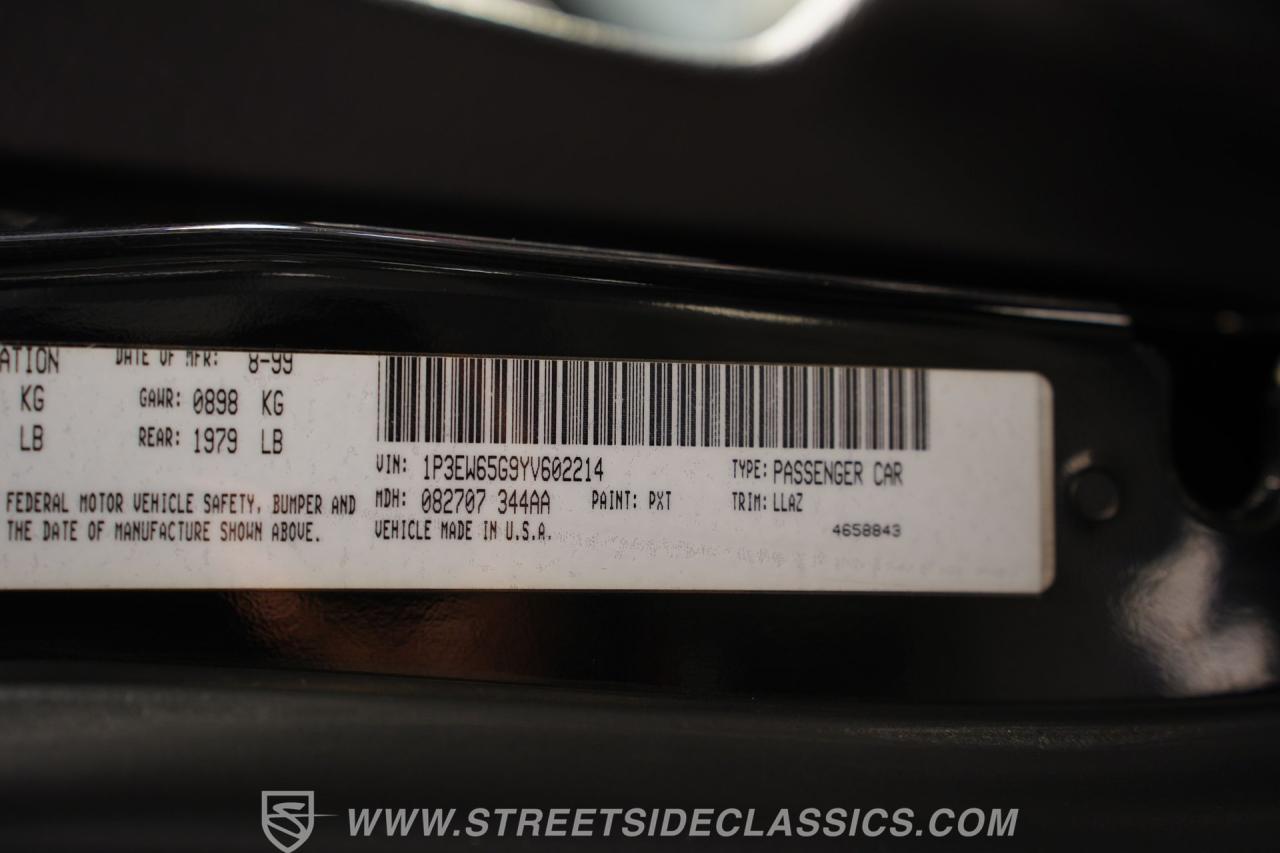 ATION DATE OF MFR: 8-99
KG GAWR: 0898 KG
LB REAR: 1979 LB
VIN: 1P3EW65G9YV602214 TYPE: PASSENGER CAR
FEDERAL MOTOR VEHICLE SAFETY, BUMPER AND MDH: 082707 344AA PAINT: PXT TRIM: LLAZ
THE DATE OF MANUFACTURE SHOWN ABOVE. VEHICLE MADE IN U.S.A. 4658843
WWW.STREETSIDECLASSICS.COM